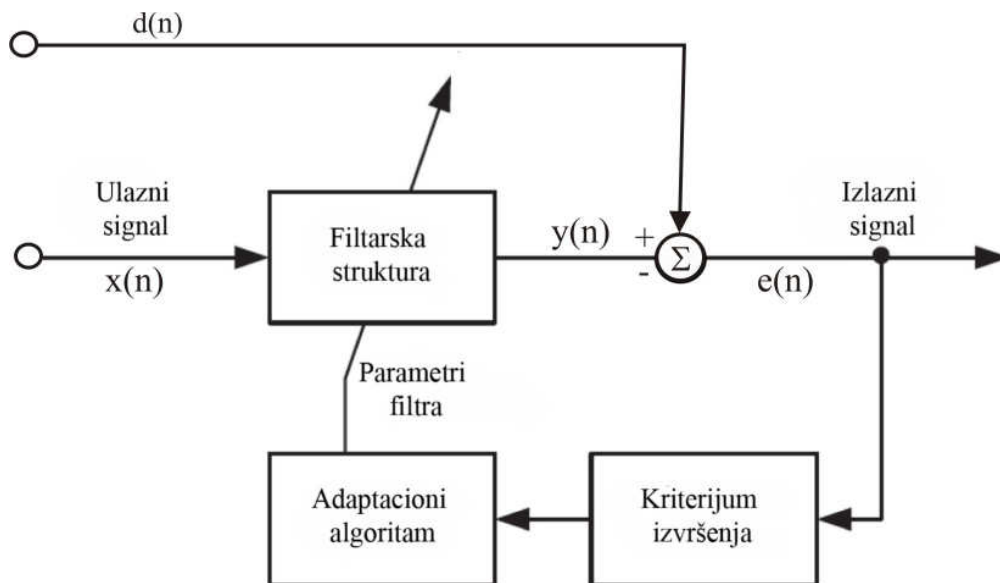 d(n)
Ulazni
signal
x(n)
Filtarska
struktura
y(n)
+
-
Σ
e(n)
Izlazni
signal
Parametri
filtra
Adaptacioni
algoritam
Kriterijum
izvršenja